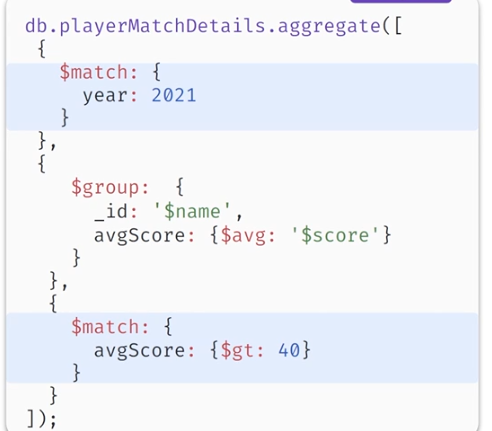 db.playerMatchDetails.aggregate([
 {
   $match: {
     year: 2021
   }
 },
 {
    $group:  {
      _id: '$name',
      avgScore: {$avg: '$score'}
    }
  },
  {
    $match: {
      avgScore: {$gt: 40}
    }
  }
]);